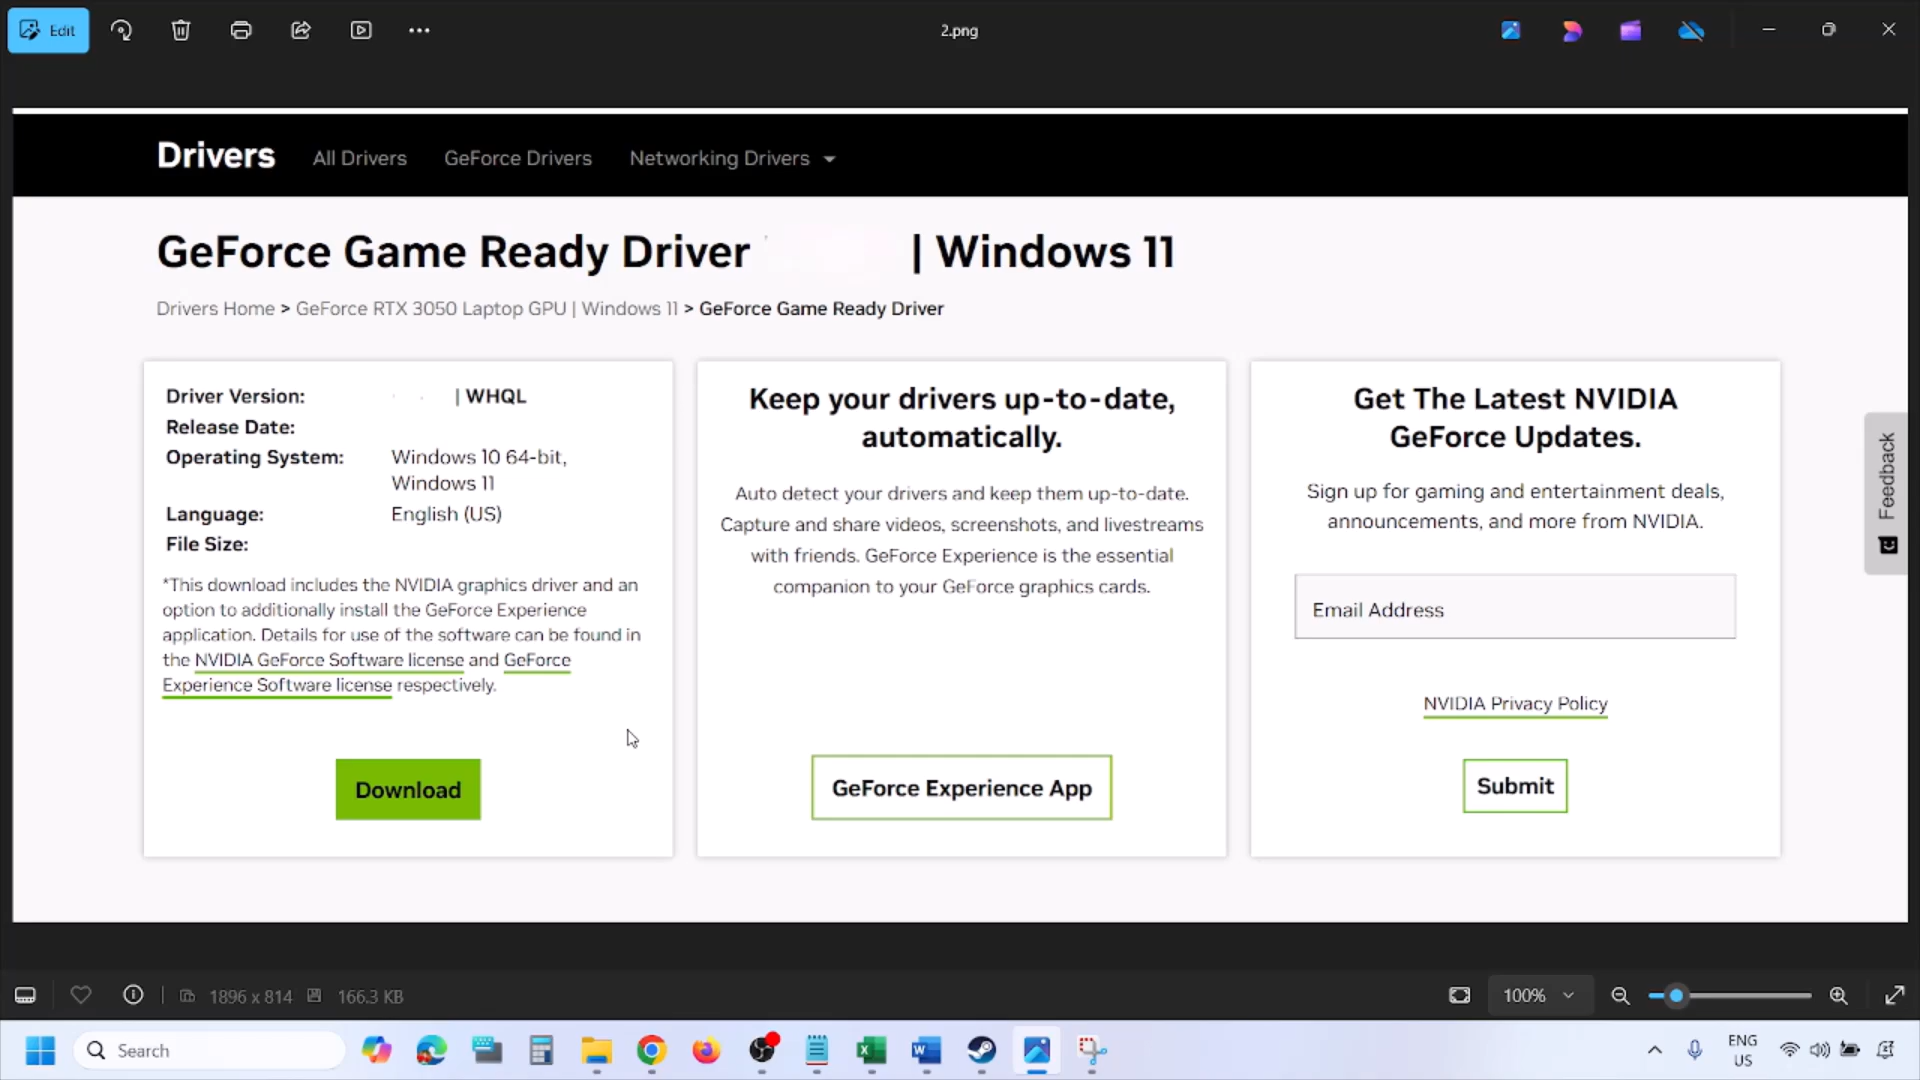 Edit
2.png
Drivers All Drivers GeForce Drivers Networking Drivers
GeForce Game Ready Driver | Windows 11
Drivers Home > GeForce RTX 3050 Laptop GPU | Windows 11 > GeForce Game Ready Driver
Driver Version: | WHQL
Release Date:
Operating System: Windows 10 64-bit,
Windows 11
Language: English (US)
File Size:
*This download includes the NVIDIA graphics driver and an
option to additionally install the GeForce Experience
application. Details for use of the software can be found in
the NVIDIA GeForce Software license and GeForce
Experience Software license respectively.
Download
Keep your drivers up-to-date,
automatically.
Auto detect your drivers and keep them up-to-date.
Capture and share videos, screenshots, and livestreams
with friends. GeForce Experience is the essential
companion to your GeForce graphics cards.
GeForce Experience App
Get The Latest NVIDIA
GeForce Updates.
Sign up for gaming and entertainment deals,
announcements, and more from NVIDIA.
Email Address
NVIDIA Privacy Policy
Submit
Feedback
1896 x 814 166.3 KB
100%
Search
ENG
US